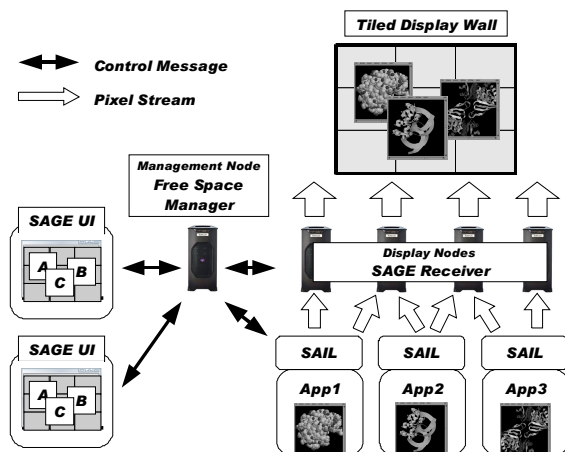 Tiled Display Wall
Control Message
Pixel Stream
Management Node
Free Space
Manager
SAGE UI
A
B
C
Display Nodes
SAGE Receiver
SAGE UI
A
B
C
SAIL
SAIL
SAIL
App1
App2
App3